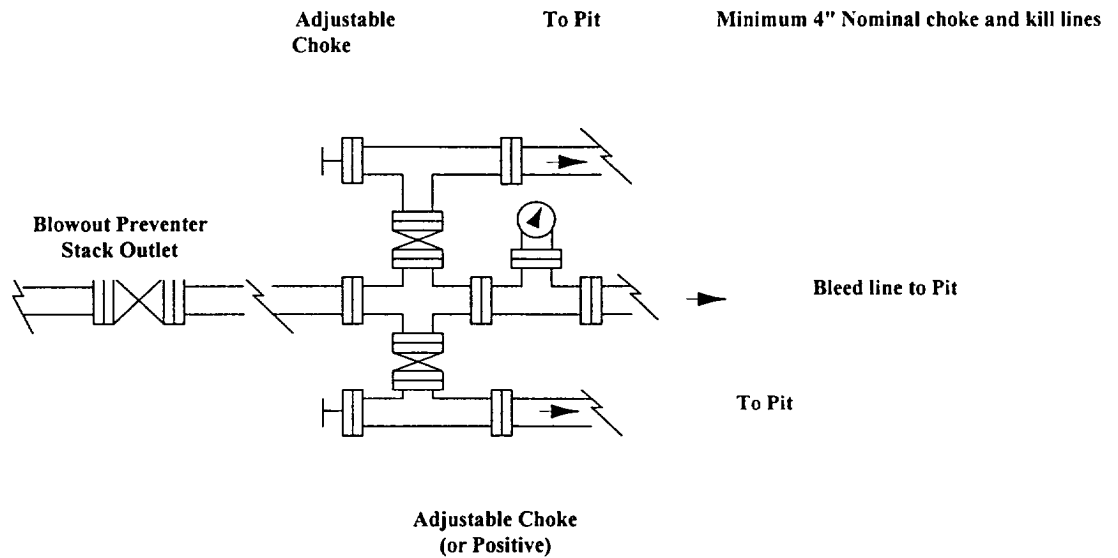 Adjustable To Pit Minimum 4" Nominal choke and kill lines
Choke
Blowout Preventer
Stack Outlet
Bleed line to Pit
To Pit
Adjustable Choke
(or Positive)